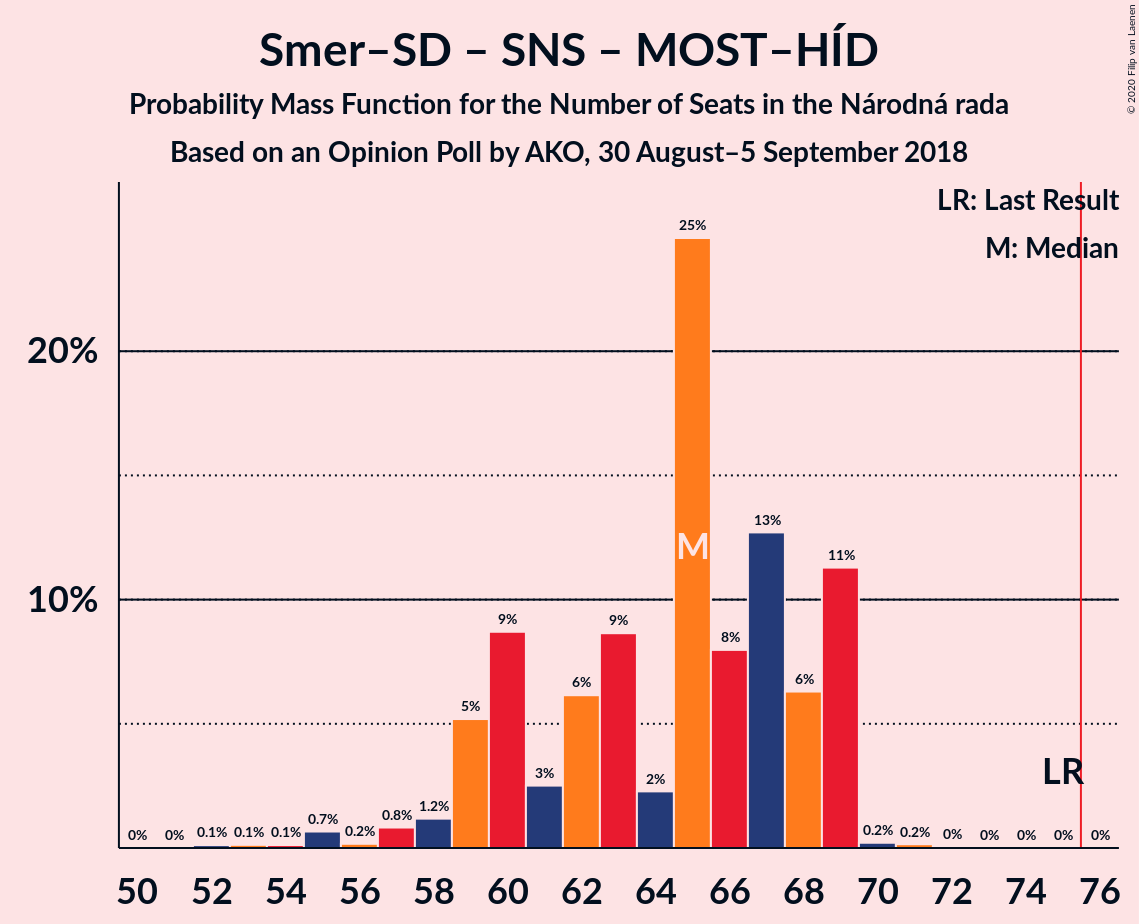 Smer–SD – SNS – MOST–HÍD
Probability Mass Function for the Number of Seats in the Národná rada
Based on an Opinion Poll by AKO, 30 August–5 September 2018
© 2020 Filip van Laenen
LR: Last Result
M: Median
20%
10%
0% 0% 0.1% 0.1% 0.1% 0.7% 0.2% 0.8% 1.2% 5% 9% 3% 6% 9% 2% 25% 8% 13% 6% 11% 0.2% 0.2% 0% 0% 0% 0% 0%
M
LR
50 52 54 56 58 60 62 64 66 68 70 72 74 76